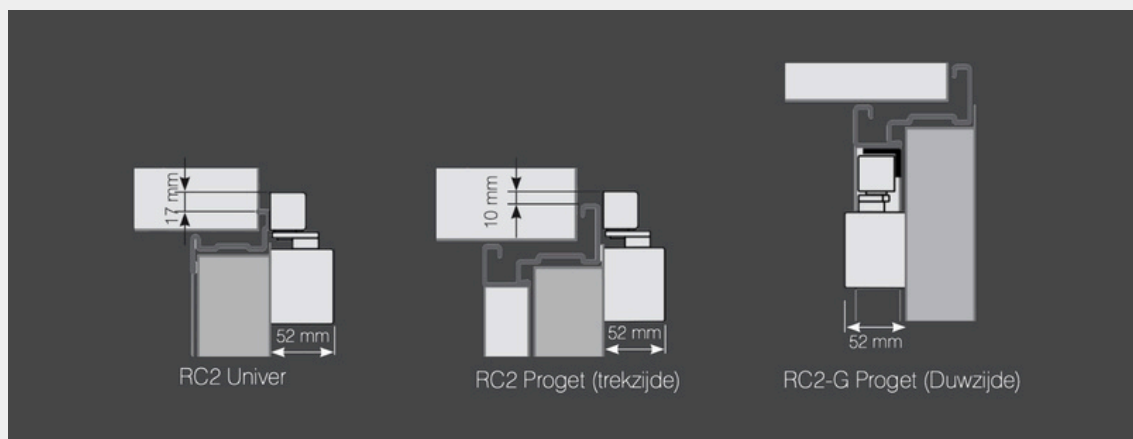 17 mm
52 mm
RC2 Univer
10 mm
52 mm
RC2 Proget (trekzijde)
52 mm
RC2-G Proget (Duwzijde)